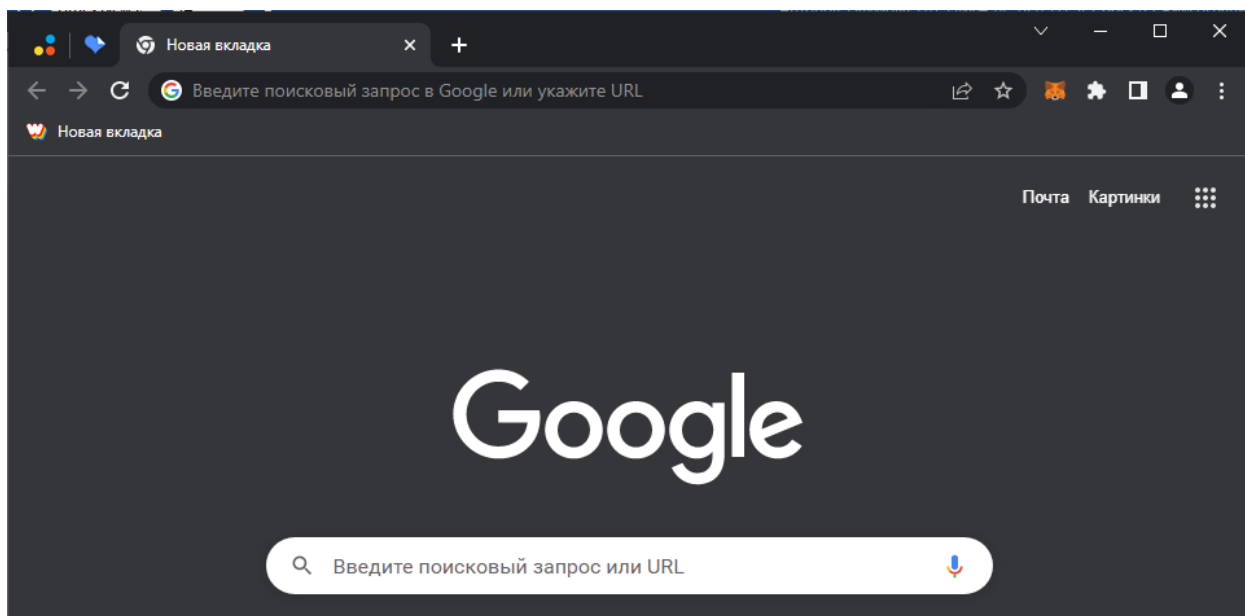 Новая вкладка
Введите поисковый запрос в Google или укажите URL
Новая вкладка
Почта Картинки
Google
Введите поисковый запрос или URL